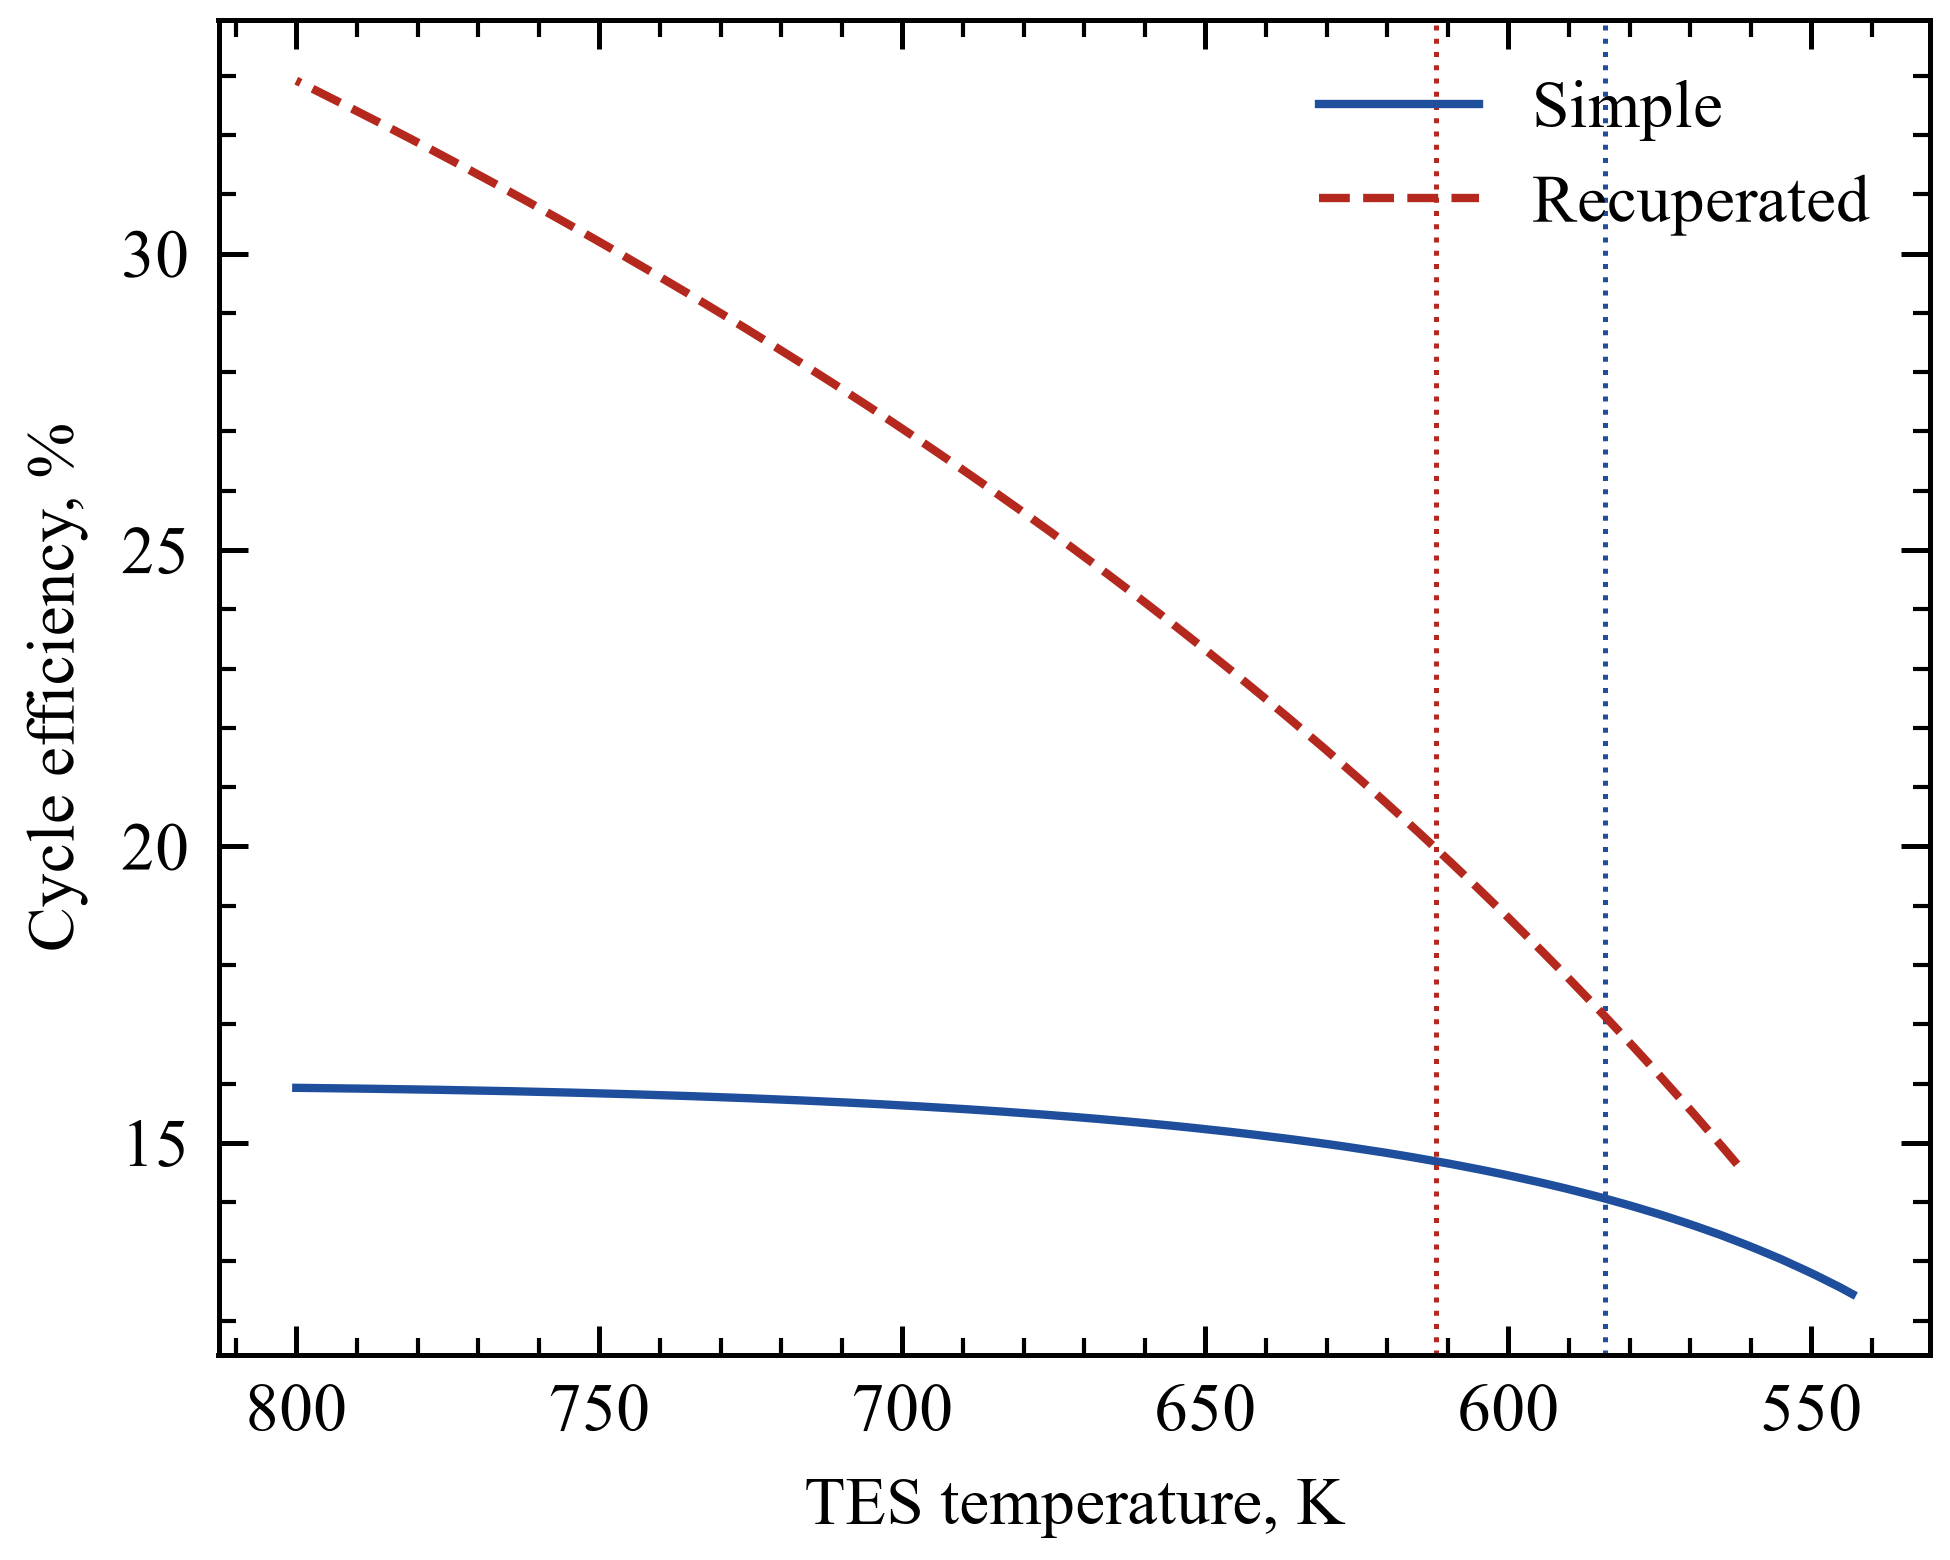 Simple
Recuperated
30
25
20
15
Cycle efficiency, %
800 750 700 650 600 550
TES temperature, K